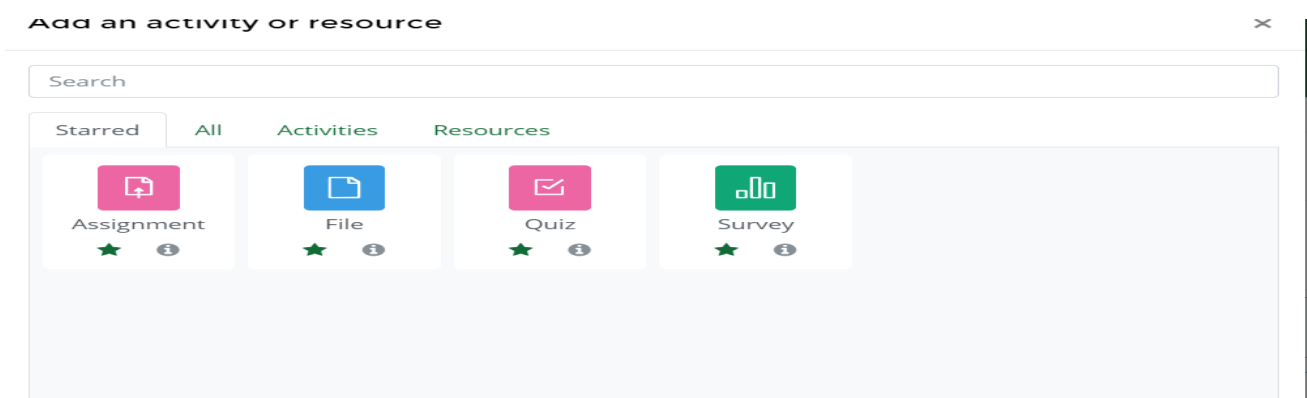 Add an activity or resource
Search
Starred All Activities Resources
Assignment File Quiz Survey